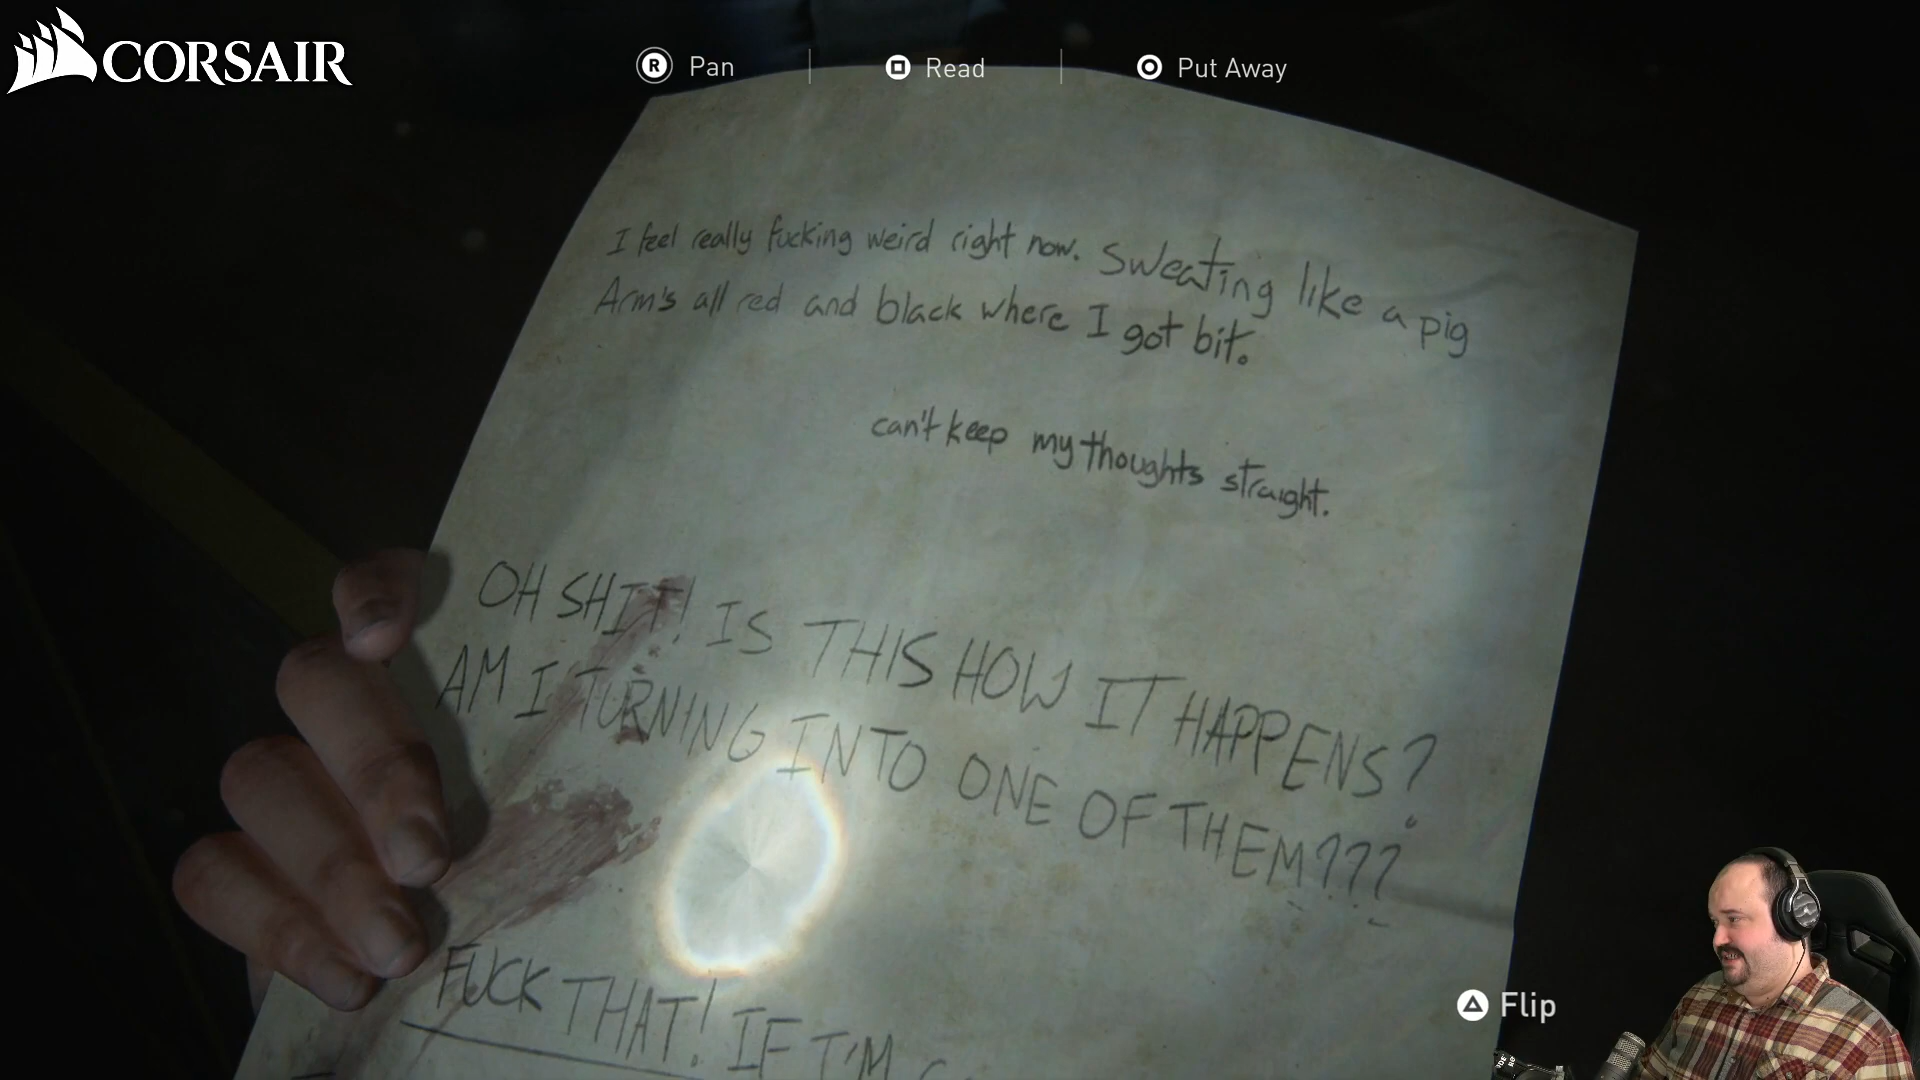 CORSAIR
R Pan
Read
Put Away
I feel really fucking weird right now. Sweating like a pig
Arm's all red and black where I got bit.
can't keep my thoughts straight.
OH SHIT! IS THIS HOW IT HAPPENS?
AM I TURNING INTO ONE OF THEM???
FUCK THAT! IF I'M
Flip